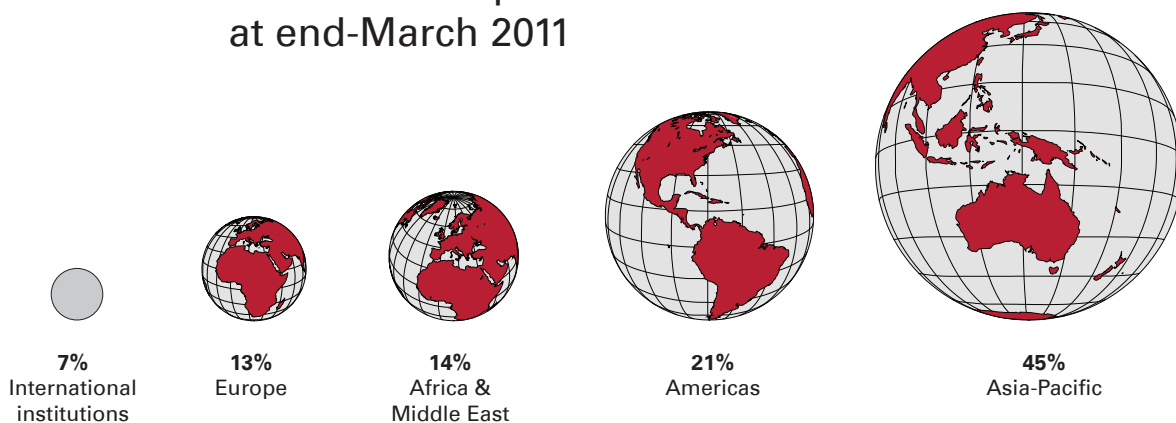 at end-March 2011
7%
International
institutions
13%
Europe
14%
Africa &
Middle East
21%
Americas
45%
Asia-Pacific